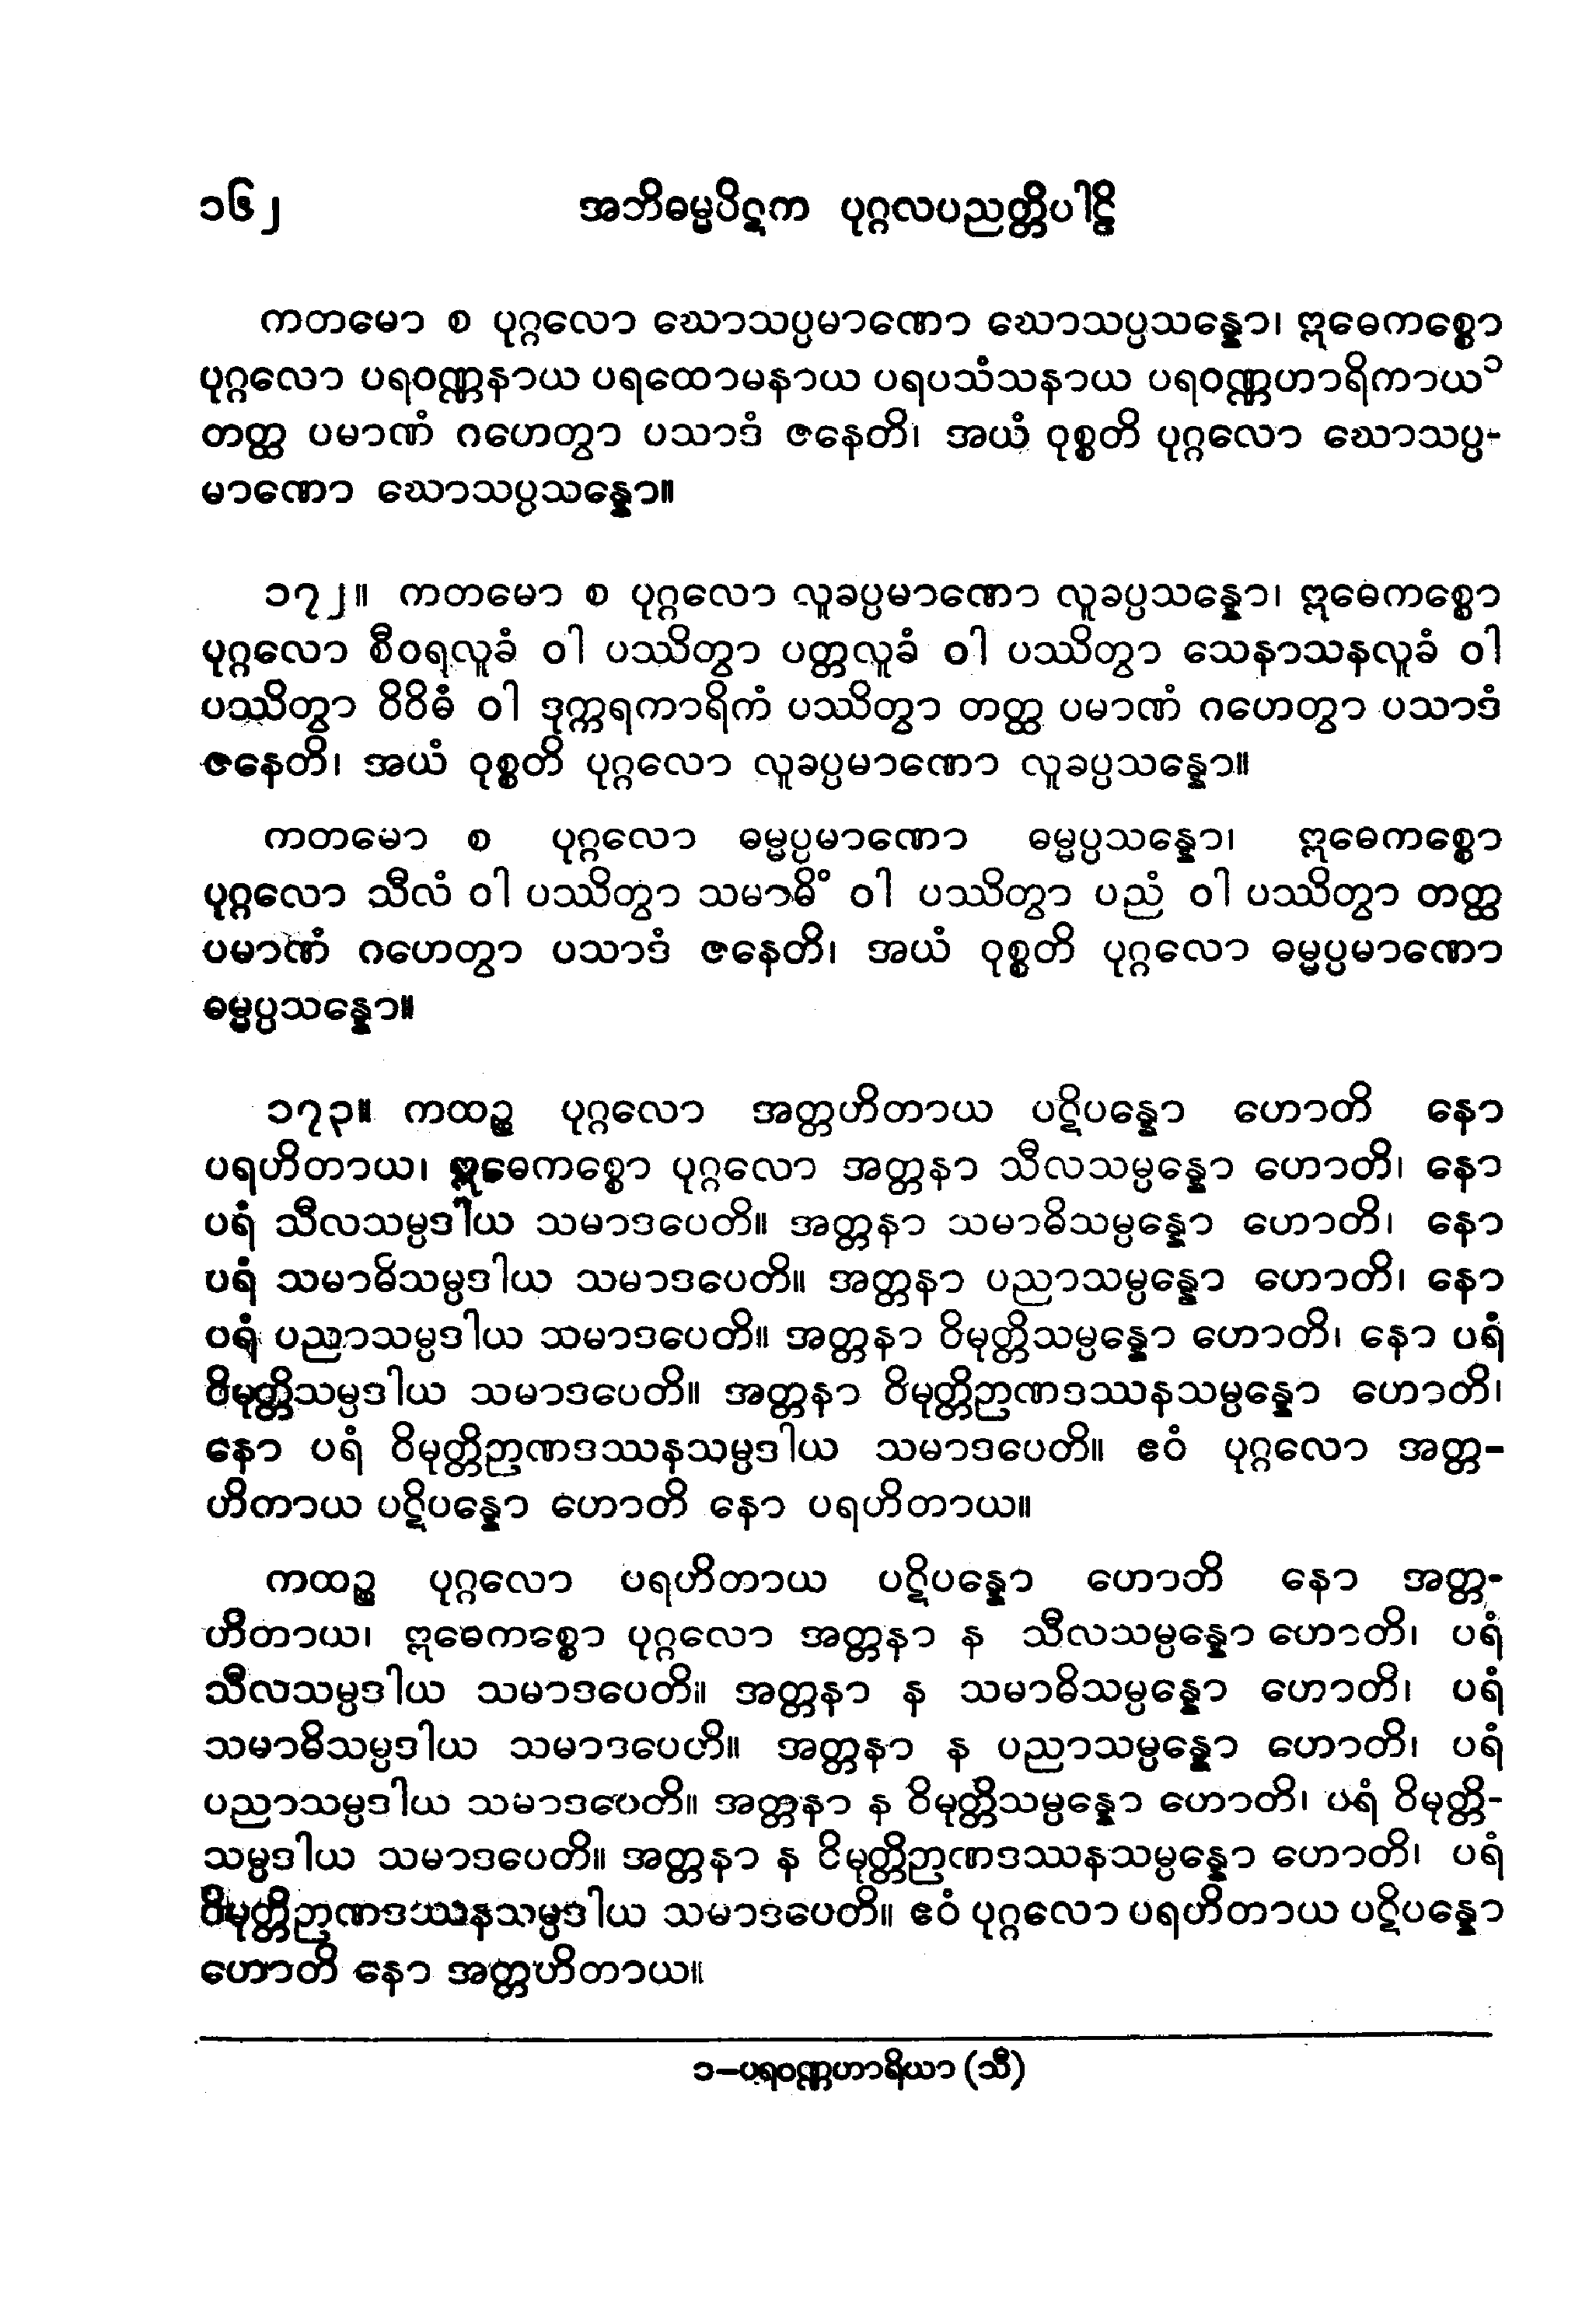 ၁၆၂ အဘိဓမ္မပိဋက ပုဂ္ဂလပညတ္တိပါဠိ
ကတမော စ ပုဂ္ဂလော ဃောသပ္ပမာဏော ဃောသပ္ပသန္နော၊ ဣဓေကစ္စော
ပုဂ္ဂလော ပရဝဏ္ဏနာယ ပရထောမနာယ ပရပသံသနာယ ပရဝဏ္ဏဟာရိကာယ၁
တတ္ထ ပမာဏံ ဂဟေတွာ ပသာဒံ ဇနေတိ၊ အယံ ဝုစ္စတိ ပုဂ္ဂလော ဃောသပ္ပ-
မာဏော ဃောသပ္ပသန္နော။
၁၇၂။ ကတမော စ ပုဂ္ဂလော လူခပ္ပမာဏော လူခပ္ပသန္နော၊ ဣဓေကစ္စော
ပုဂ္ဂလော စီဝရလူခံ ဝါ ပဿိတွာ ပတ္တလူခံ ဝါ ပဿိတွာ သေနာသနလူခံ ဝါ
ပဿိတွာ ဝိဝိဓံ ဝါ ဒုက္ကရကာရိကံ ပဿိတွာ တတ္ထ ပမာဏံ ဂဟေတွာ ပသာဒံ
ဇနေတိ၊ အယံ ဝုစ္စတိ ပုဂ္ဂလော လူခပ္ပမာဏော လူခပ္ပသန္နော။
ကတမော စ ပုဂ္ဂလော ဓမ္မပ္ပမာဏော ဓမ္မပ္ပသန္နော၊ ဣဓေကစ္စော
ပုဂ္ဂလော သီလံ ဝါ ပဿိတွာ သမာဓိံ ဝါ ပဿိတွာ ပညံ ဝါ ပဿိတွာ တတ္ထ
ပမာဏံ ဂဟေတွာ ပသာဒံ ဇနေတိ၊ အယံ ဝုစ္စတိ ပုဂ္ဂလော ဓမ္မပ္ပမာဏော
ဓမ္မပ္ပသန္နော။
၁၇၃။ ကထဉ္စ ပုဂ္ဂလော အတ္တဟိတာယ ပဋိပန္နော ဟောတိ နော
ပရဟိတာယ၊ ဣဓေကစ္စော ပုဂ္ဂလော အတ္တနာ သီလသမ္ပန္နော ဟောတိ၊ နော
ပရံ သီလသမ္ပဒါယ သမာဒပေတိ။ အတ္တနာ သမာဓိသမ္ပန္နော ဟောတိ၊ နော
ပရံ သမာဓိသမ္ပဒါယ သမာဒပေတိ။ အတ္တနာ ပညာသမ္ပန္နော ဟောတိ၊ နော
ပရံ ပညာသမ္ပဒါယ သမာဒပေတိ။ အတ္တနာ ဝိမုတ္တိသမ္ပန္နော ဟောတိ၊ နော ပရံ
ဝိမုတ္တိသမ္ပဒါယ သမာဒပေတိ။ အတ္တနာ ဝိမုတ္တိဉာဏဒဿနသမ္ပန္နော ဟောတိ၊
နော ပရံ ဝိမုတ္တိဉာဏဒဿနသမ္ပဒါယ သမာဒပေတိ။ ဧဝံ ပုဂ္ဂလော အတ္တ-
ဟိတာယ ပဋိပန္နော ဟောတိ နော ပရဟိတာယ။
ကထဉ္စ ပုဂ္ဂလော ပရဟိတာယ ပဋိပန္နော ဟောတိ နော အတ္တ-
ဟိတာယ၊ ဣဓေကစ္စော ပုဂ္ဂလော အတ္တနာ န သီလသမ္ပန္နော ဟောတိ၊ ပရံ
သီလသမ္ပဒါယ သမာဒပေတိ။ အတ္တနာ န သမာဓိသမ္ပန္နော ဟောတိ၊ ပရံ
သမာဓိသမ္ပဒါယ သမာဒပေတိ။ အတ္တနာ န ပညာသမ္ပန္နော ဟောတိ၊ ပရံ
ပညာသမ္ပဒါယ သမာဒပေတိ။ အတ္တနာ န ဝိမုတ္တိသမ္ပန္နော ဟောတိ၊ ပရံ ဝိမုတ္တိ-
သမ္ပဒါယ သမာဒပေတိ။ အတ္တနာ န ဝိမုတ္တိဉာဏဒဿနသမ္ပန္နော ဟောတိ၊ ပရံ
ဝိမုတ္တိဉာဏဒဿနသမ္ပဒါယ သမာဒပေတိ။ ဧဝံ ပုဂ္ဂလော ပရဟိတာယ ပဋိပန္နော
ဟောတိ နော အတ္တဟိတာယ။
၁–ပရဝဏ္ဏဟာရိယာ (သီ)